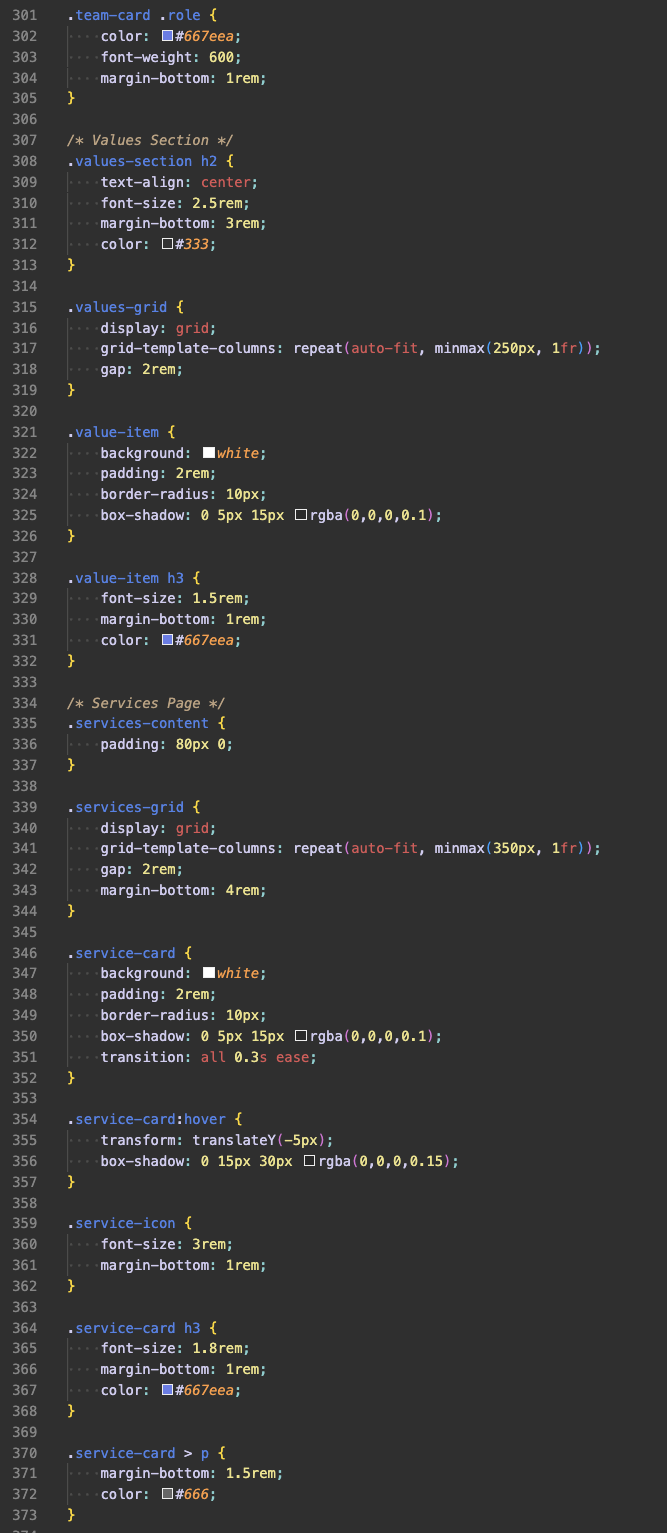 301 .team-card .role {
302     color: #667eea;
303     font-weight: 600;
304     margin-bottom: 1rem;
305 }
306
307 /* Values Section */
308 .values-section h2 {
309     text-align: center;
310     font-size: 2.5rem;
311     margin-bottom: 3rem;
312     color: #333;
313 }
314
315 .values-grid {
316     display: grid;
317     grid-template-columns: repeat(auto-fit, minmax(250px, 1fr));
318     gap: 2rem;
319 }
320
321 .value-item {
322     background: white;
323     padding: 2rem;
324     border-radius: 10px;
325     box-shadow: 0 5px 15px rgba(0,0,0,0.1);
326 }
327
328 .value-item h3 {
329     font-size: 1.5rem;
330     margin-bottom: 1rem;
331     color: #667eea;
332 }
333
334 /* Services Page */
335 .services-content {
336     padding: 80px 0;
337 }
338
339 .services-grid {
340     display: grid;
341     grid-template-columns: repeat(auto-fit, minmax(350px, 1fr));
342     gap: 2rem;
343     margin-bottom: 4rem;
344 }
345
346 .service-card {
347     background: white;
348     padding: 2rem;
349     border-radius: 10px;
350     box-shadow: 0 5px 15px rgba(0,0,0,0.1);
351     transition: all 0.3s ease;
352 }
353
354 .service-card:hover {
355     transform: translateY(-5px);
356     box-shadow: 0 15px 30px rgba(0,0,0,0.15);
357 }
358
359 .service-icon {
360     font-size: 3rem;
361     margin-bottom: 1rem;
362 }
363
364 .service-card h3 {
365     font-size: 1.8rem;
366     margin-bottom: 1rem;
367     color: #667eea;
368 }
369
370 .service-card > p {
371     margin-bottom: 1.5rem;
372     color: #666;
373 }